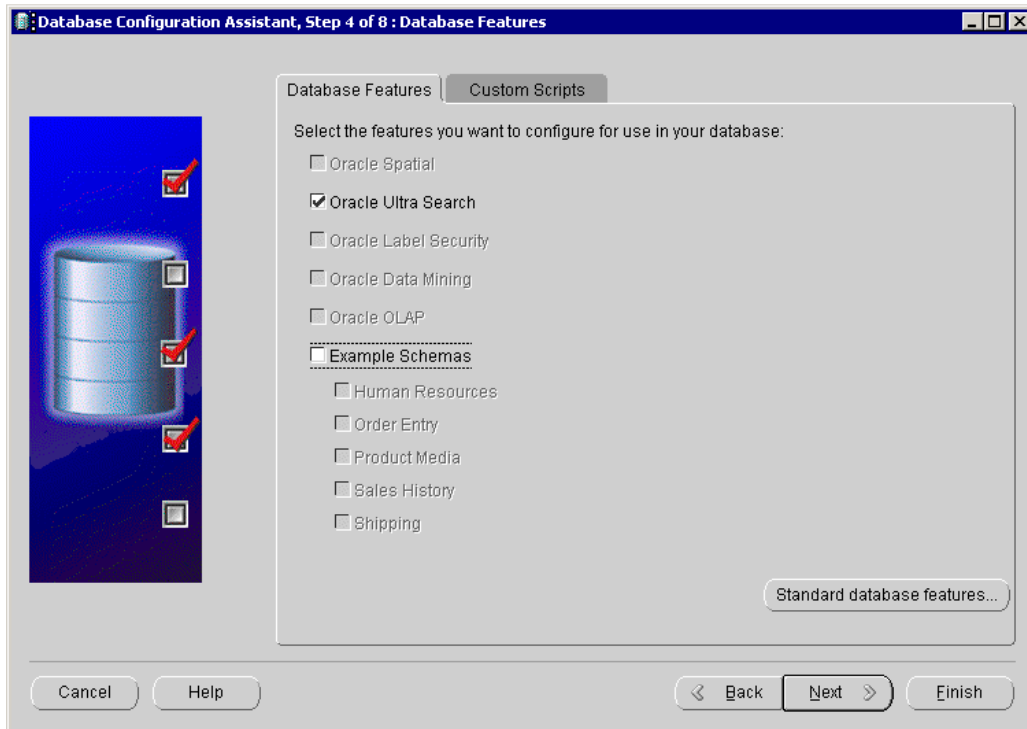 Database Configuration Assistant, Step 4 of 8 : Database Features
Database Features
Custom Scripts
Select the features you want to configure for use in your database:
Oracle Spatial
Oracle Ultra Search
Oracle Label Security
Oracle Data Mining
Oracle OLAP
Example Schemas
Human Resources
Order Entry
Product Media
Sales History
Shipping
Standard database features...
Cancel
Help
Back
Next
Finish